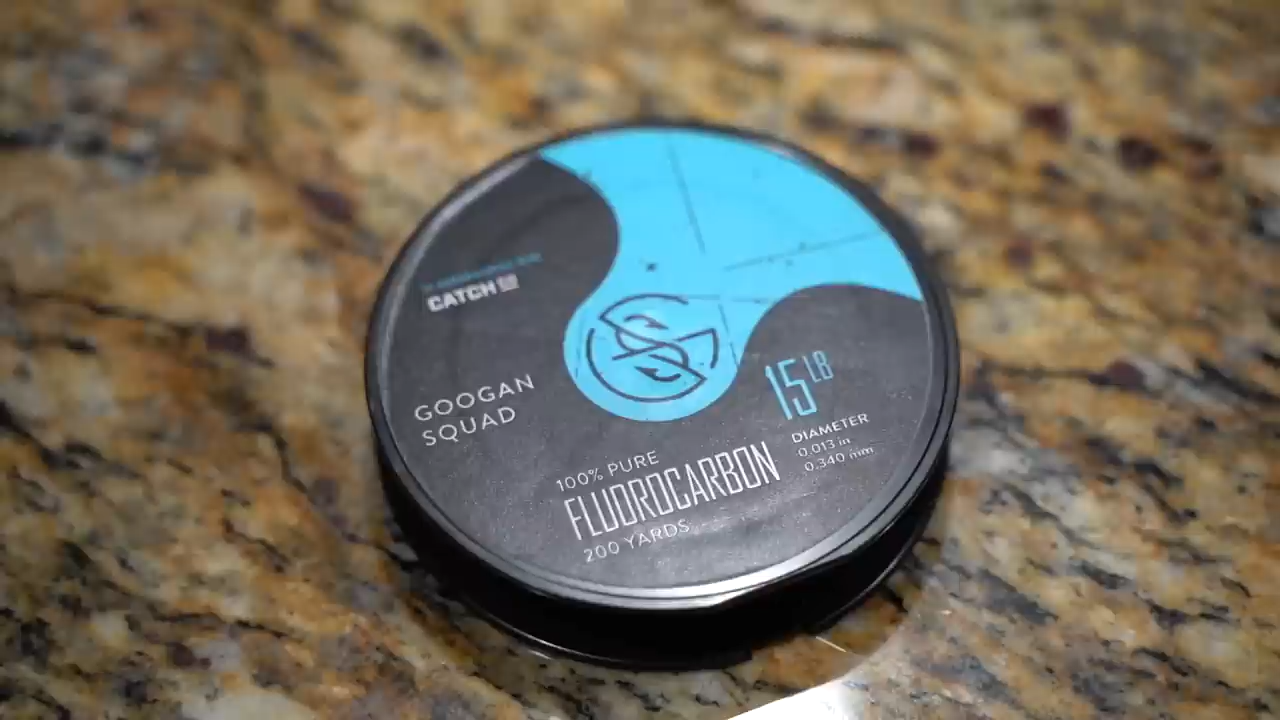 CATCH
GOOGAN
SQUAD
15 LB
DIAMETER
0.013 in
0.340 mm
100% PURE
FLUOROCARBON
200 YARDS